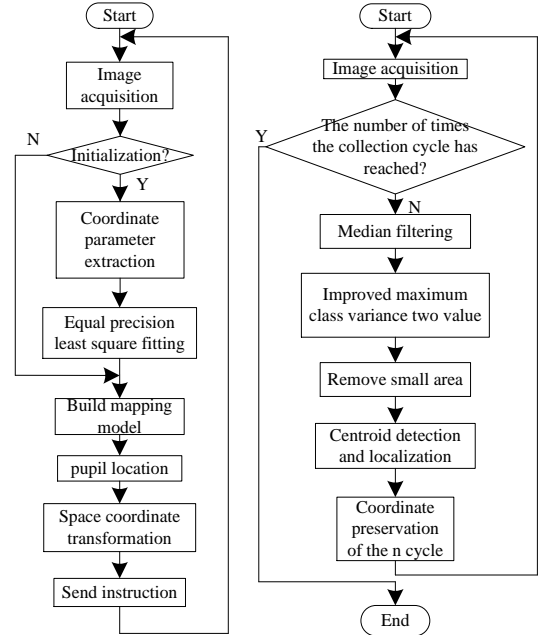 Start
Image
acquisition
N
Initialization?
Y
Coordinate
parameter
extraction
Equal precision
least square fitting
Build mapping
model
pupil location
Space coordinate
transformation
Send instruction
Start
Image acquisition
Y
The number of times
the collection cycle has
reached?
N
Median filtering
Improved maximum
class variance two value
Remove small area
Centroid detection
and localization
Coordinate
preservation
of the n cycle
End